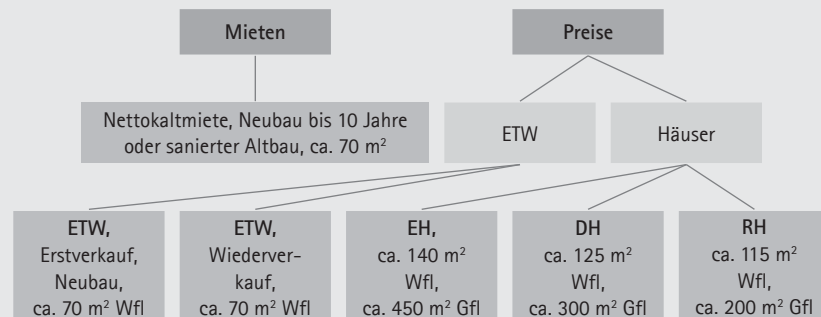 Mieten
Preise
Nettokaltmiete, Neubau bis 10 Jahre
oder sanierter Altbau, ca. 70 m²
ETW
Häuser
ETW,
Erstverkauf,
Neubau,
ca. 70 m² Wfl
ETW,
Wiederver-
kauf,
ca. 70 m² Wfl
EH,
ca. 140 m²
Wfl,
ca. 450 m² Gfl
DH
ca. 125 m²
Wfl,
ca. 300 m² Gfl
RH
ca. 115 m²
Wfl,
ca. 200 m² Gfl